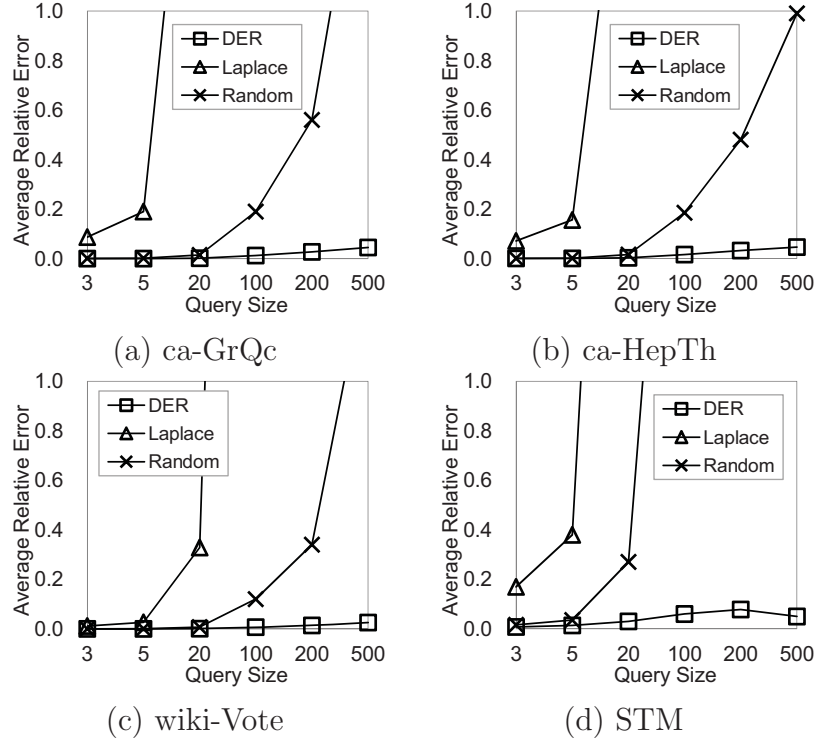 Average Relative Error
1.0
0.8
0.6
0.4
0.2
0.0
DER
Laplace
Random
3 5 20 100 200 500
Query Size
(a) ca-GrQc
Average Relative Error
1.0
0.8
0.6
0.4
0.2
0.0
DER
Laplace
Random
3 5 20 100 200 500
Query Size
(b) ca-HepTh
Average Relative Error
1.0
0.8
0.6
0.4
0.2
0.0
DER
Laplace
Random
3 5 20 100 200 500
Query Size
(c) wiki-Vote
Average Relative Error
1.0
0.8
0.6
0.4
0.2
0.0
DER
Laplace
Random
3 5 20 100 200 500
Query Size
(d) STM